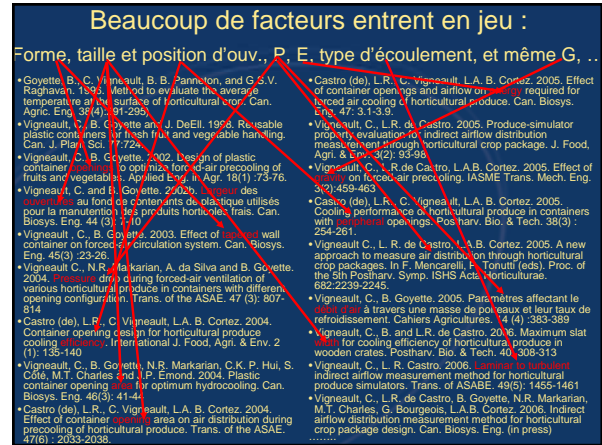 Beaucoup de facteurs entrent en jeu :
Forme, taille et position d'ouv., P, E, type d'écoulement, et même G, …
•Goyette, B., C. Vigneault, B. B. Panneton, and G.S.V.
Raghavan. 1996. Method to evaluate the average
temperature at the surface of horticultural crop. Can.
Agric. Eng. 38(4):291-295).
•Vigneault, C., B. Goyette and J. DeEll. 1998. Reusable
plastic containers for fresh fruit and vegetable handling.
Can. J. Plant Sci. 77:724.
•Vigneault, C., B. Goyette. 2002. Design of plastic
container openings to optimize forced-air precooling of
fruits and vegetables. Applied Eng. in Agr. 18(1) :73-76.
•Vigneault, C. and B. Goyette. 2002b. Largeur des
ouvertures au fond de contenants de plastique utilisés
pour la manutention des produits horticoles frais. Can.
Biosys. Eng. 44 (3): 7-10
•Vigneault , C., B. Goyette. 2003. Effect of tapered wall
container on forced-air circulation system. Can. Biosys.
Eng. 45(3) :23-26.
•Vigneault C., N.R. Markarian, A. da Silva and B. Goyette.
2004. Pressure drop during forced-air ventilation of
various horticultural produce in containers with different
opening configuration. Trans. of the ASAE. 47 (3): 807-
814
•Castro (de), L.R., C. Vigneault, L.A. B. Cortez. 2004.
Container opening design for horticultural produce
cooling efficiency. International J. Food, Agri. & Env. 2
(1): 135-140
•Vigneault, C., B. Goyette, N.R. Markarian, C.K. P. Hui, S.
Côté, M.T. Charles and J.P. Emond. 2004. Plastic
container opening area for optimum hydrocooling. Can.
Biosys. Eng. 46(3): 41-44
•Castro (de), L.R., C. Vigneault, L.A. B. Cortez. 2004.
Effect of container opening area on air distribution during
precooling of horticultural produce. Trans. of the ASAE.
47(6) : 2033-2038.
•Castro (de), L.R., C. Vigneault, L.A. B. Cortez. 2005. Effect
of container openings and airflow on energy required for
forced air cooling of horticultural produce. Can. Biosys.
Eng. 47: 3.1-3.9.
•Vigneault, C., L.R. de Castro. 2005. Produce-simulator
property evaluation for indirect airflow distribution
measurement through horticultural crop package. J. Food,
Agri. & Env. 3(2): 93-98
•Vigneault, C., L.R. de Castro, L.A.B. Cortez. 2005. Effect of
gravity on forced-air precooling. IASME Trans. Mech. Eng.
3(2):459-463
•Castro (de), L.R., C. Vigneault, L.A.B. Cortez. 2005.
Cooling performance of horticultural produce in containers
with peripheral openings. Postharv. Bio. & Tech. 38(3) :
254-261.
•Vigneault C., L. R. de Castro, L.A.B. Cortez. 2005. A new
approach to measure air distribution through horticultural
crop packages. In F. Mencarelli, P. Tonutti (eds). Proc. of
the 5th Postharv. Symp. ISHS Acta Horticulturae.
682:2239-2245.
•Vigneault, C., B. Goyette. 2005. Paramètres affectant le
débit d'air à travers une masse de poireaux et leur taux de
refroidissement. Cahiers Agricultures. 14 (4) :383-389
•Vigneault, C., B. and L.R. de Castro. 2006. Maximum slat
width for cooling efficiency of horticultural produce in
wooden crates. Postharv. Bio. & Tech. 40: 308-313
•Vigneault, C., L. R. Castro. 2006. Laminar to turbulent
indirect airflow measurement method for horticultural
produce simulators. Trans. of ASABE. 49(5): 1455-1461
•Vigneault, C., L.R. de Castro, B. Goyette, N.R. Markarian,
M.T. Charles, G. Bourgeois, L.A.B. Cortez. 2006. Indirect
airflow distribution measurement method for horticultural
crop package design. Can. Biosys. Eng. (in press)
........